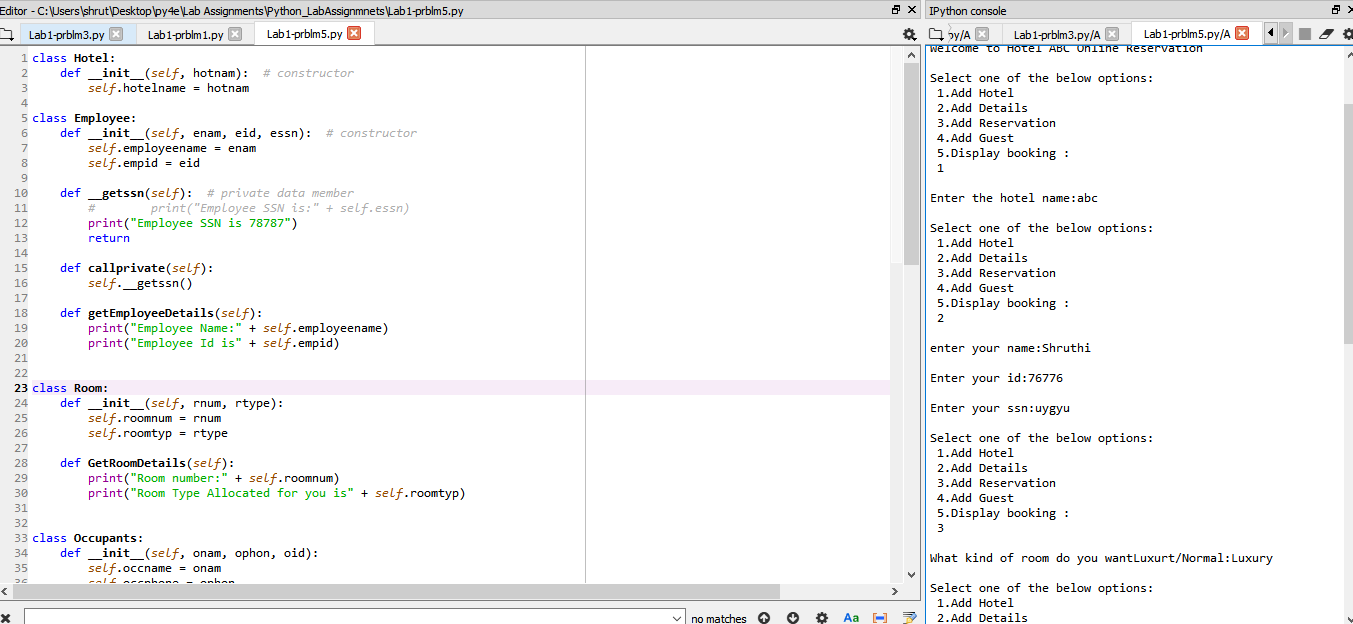 Editor - C:\Users\shrut\Desktop\py4e\Lab Assignments\Python_LabAssignmnets\Lab1-prblm5.py
Lab1-prblm3.py Lab1-prblm1.py Lab1-prblm5.py
1 class Hotel:
2     def __init__(self, hotnam):  # constructor
3         self.hotelname = hotnam
4
5 class Employee:
6     def __init__(self, enam, eid, essn):  # constructor
7         self.employeename = enam
8         self.empid = eid
9
10     def __getssn(self):  # private data member
11         #        print("Employee SSN is:" + self.essn)
12         print("Employee SSN is 78787")
13         return
14
15     def callprivate(self):
16         self.__getssn()
17
18     def getEmployeeDetails(self):
19         print("Employee Name:" + self.employeename)
20         print("Employee Id is" + self.empid)
21
22
23 class Room:
24     def __init__(self, rnum, rtype):
25         self.roomnum = rnum
26         self.roomtyp = rtype
27
28     def GetRoomDetails(self):
29         print("Room number:" + self.roomnum)
30         print("Room Type Allocated for you is" + self.roomtyp)
31
32
33 class Occupants:
34     def __init__(self, onam, ophon, oid):
35         self.occname = onam
36         self.occphone = ophon
no matches Aa
IPython console
py/A Lab1-prblm3.py/A Lab1-prblm5.py/A
Welcome to Hotel ABC Online Reservation
Select one of the below options:
1.Add Hotel
2.Add Details
3.Add Reservation
4.Add Guest
5.Display booking :
1
Enter the hotel name:abc
Select one of the below options:
1.Add Hotel
2.Add Details
3.Add Reservation
4.Add Guest
5.Display booking :
2
enter your name:Shruthi
Enter your id:76776
Enter your ssn:uygyu
Select one of the below options:
1.Add Hotel
2.Add Details
3.Add Reservation
4.Add Guest
5.Display booking :
3
What kind of room do you wantLuxurt/Normal:Luxury
Select one of the below options:
1.Add Hotel
2.Add Details